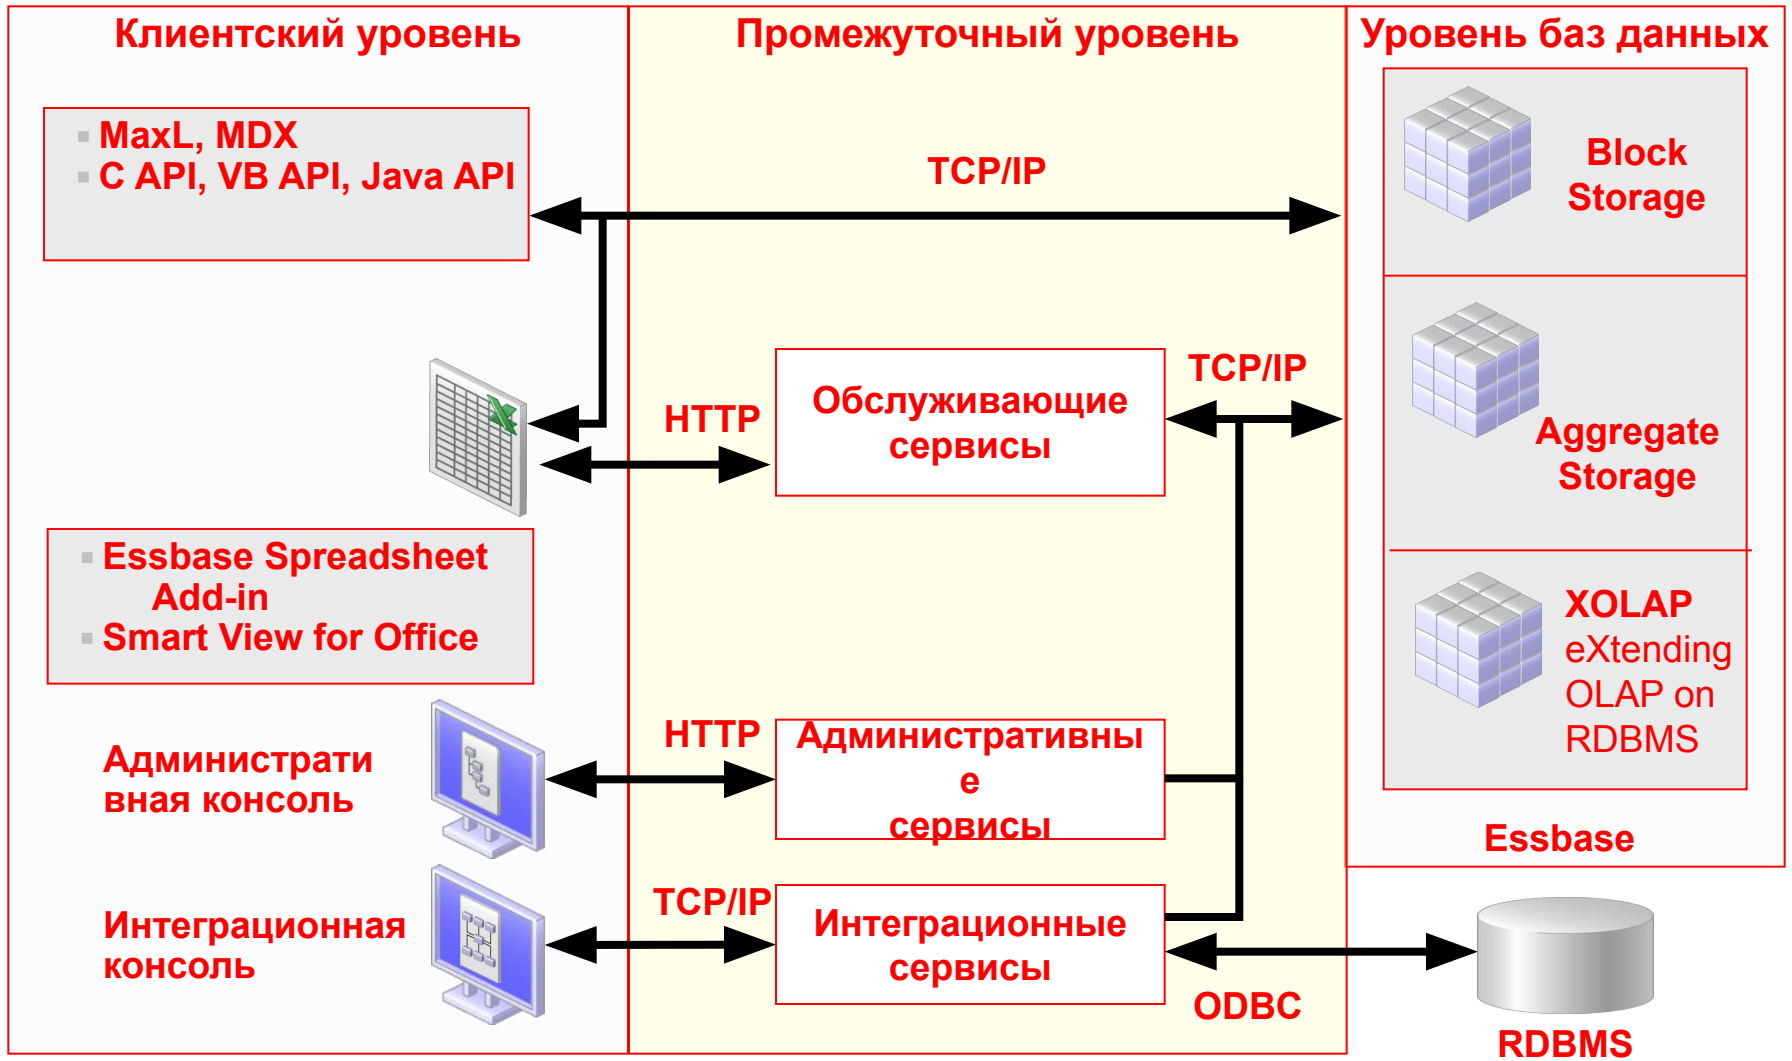 Клиентский уровень
Промежуточный уровень
Уровень баз данных
MaxL, MDX
C API, VB API, Java API
TCP/IP
Block
Storage
HTTP
Обслуживающие
сервисы
TCP/IP
Aggregate
Storage
Essbase Spreadsheet
Add-in
Smart View for Office
XOLAP
eXtending
OLAP on
RDBMS
Администрати
вная консоль
HTTP
Административны
е
сервисы
Essbase
Интеграционная
консоль
TCP/IP
Интеграционные
сервисы
ODBC
RDBMS